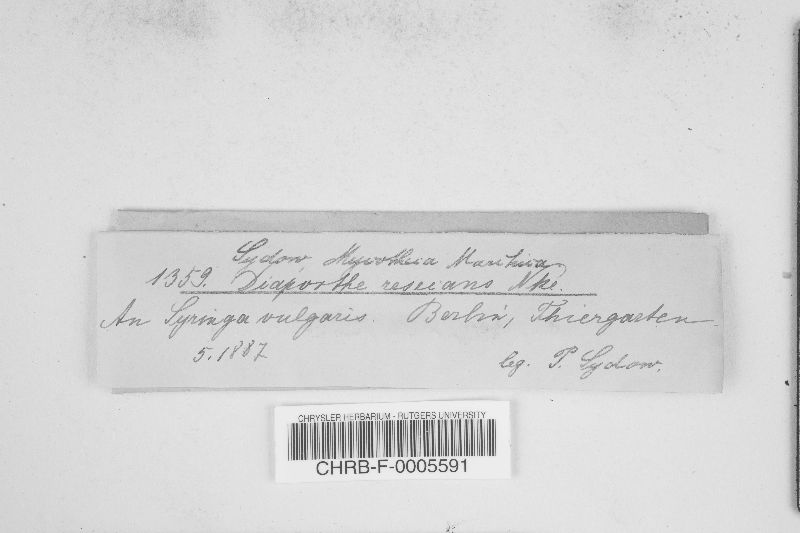 Sydow, Mycotheca Marchica
1359. Diaporthe resecans Nke.
An Syringa vulgaris. Berlin, Thiergarten
5.1887
leg. P. Sydow.
CHRYSLER HERBARIUM - RUTGERS UNIVERSITY
CHRB-F-0005591